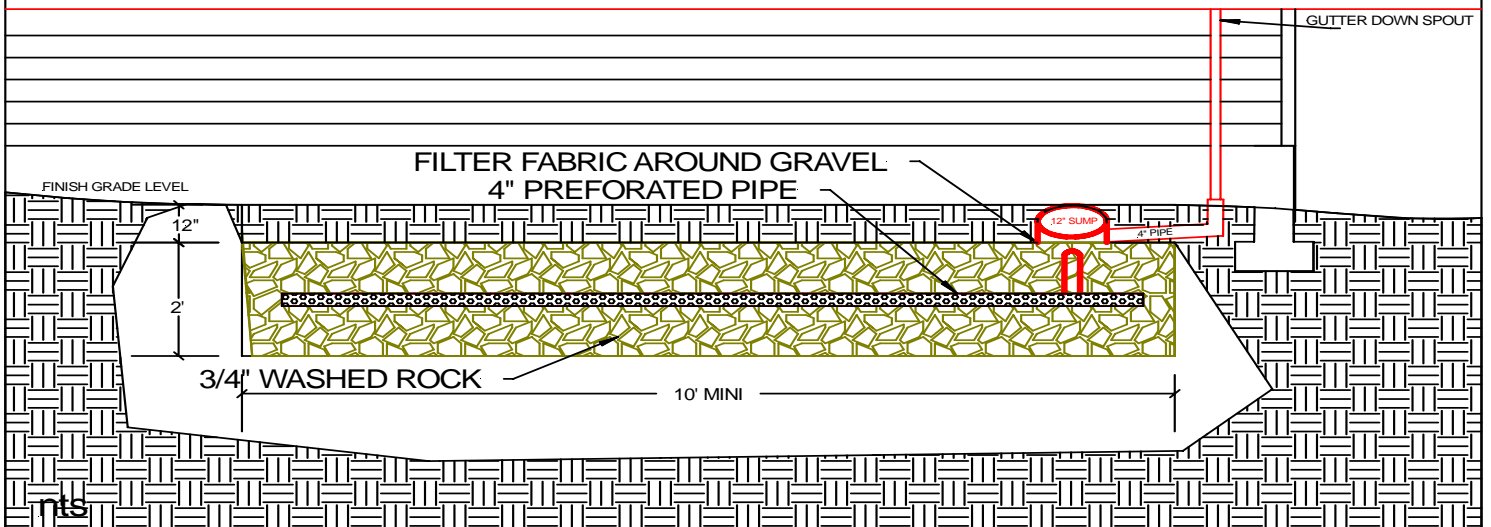 GUTTER DOWN SPOUT
FILTER FABRIC AROUND GRAVEL
4" PREFORATED PIPE
FINISH GRADE LEVEL
12"
12" SUMP
4" PIPE
2'
3/4" WASHED ROCK
10' MINI
nts